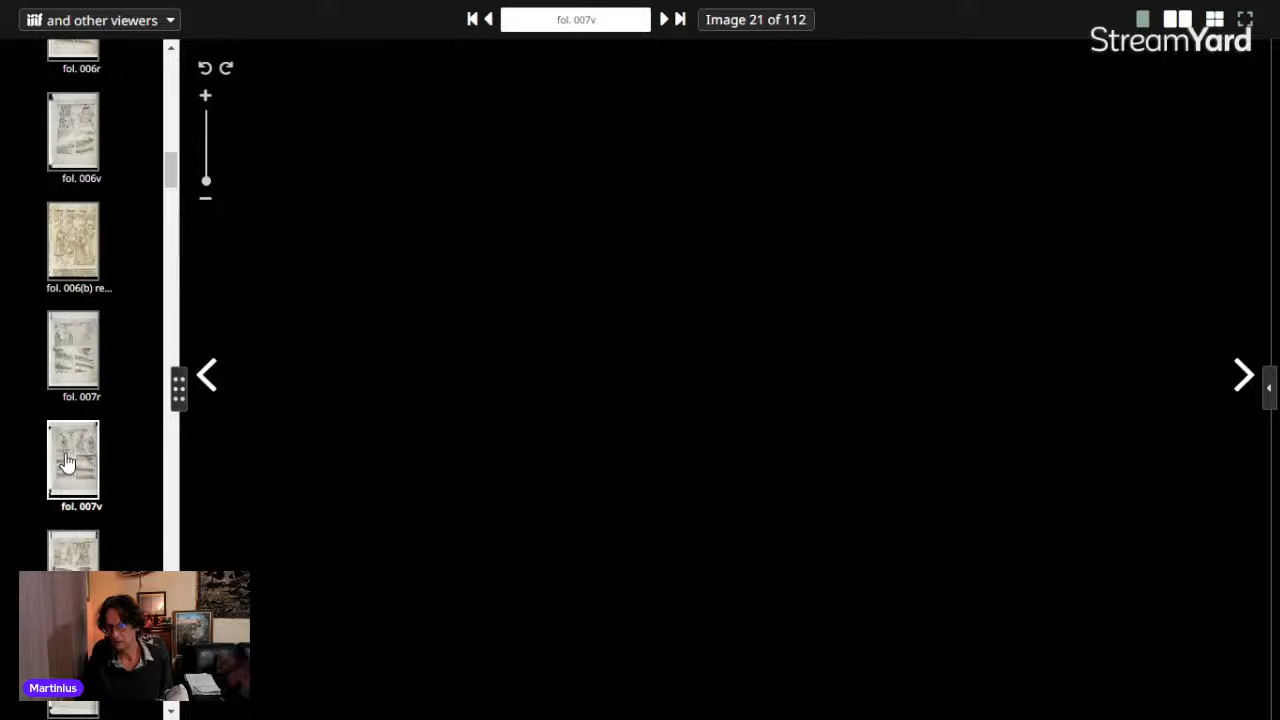 iiif and other viewers
fol. 007v
Image 21 of 112
StreamYard
fol. 006r
fol. 006v
fol. 006(b) re...
fol. 007r
fol. 007v
Martinius